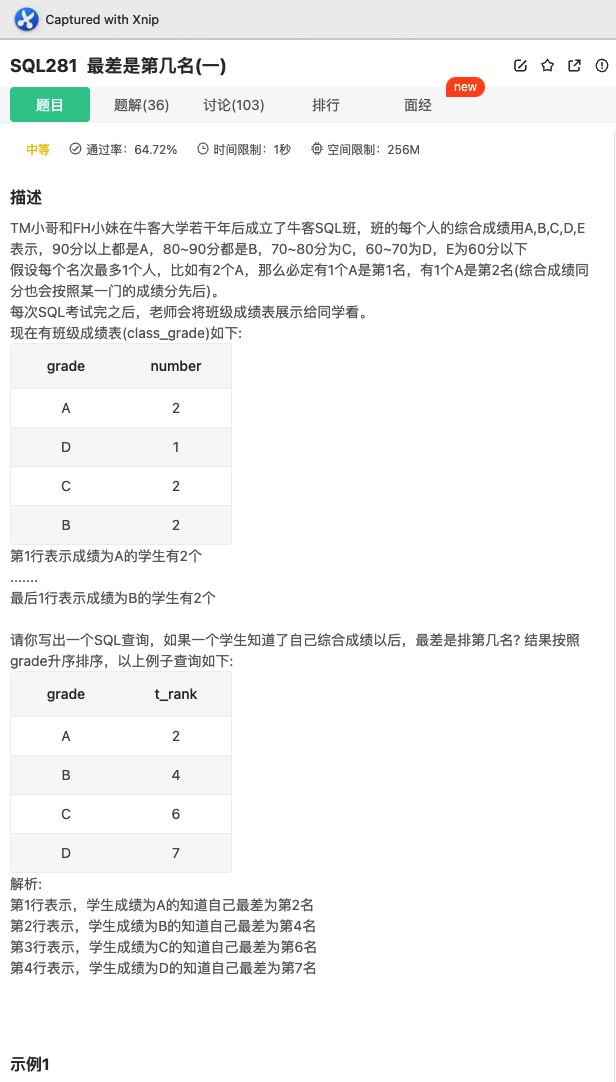 Captured with Xnip
SQL281 最差是第几名(一)
new
题目 题解(36) 讨论(103) 排行 面经
中等 通过率：64.72% 时间限制：1秒 空间限制：256M
描述
TM小哥和FH小妹在牛客大学若干年后成立了牛客SQL班，班的每个人的综合成绩用A,B,C,D,E
表示，90分以上都是A，80~90分都是B，70~80分为C，60~70为D，E为60分以下
假设每个名次最多1个人，比如有2个A，那么必定有1个A是第1名，有1个A是第2名(综合成绩同
分也会按照某一门的成绩分先后)。
每次SQL考试完之后，老师会将班级成绩表展示给同学看。
现在有班级成绩表(class_grade)如下:
grade number
A 2
D 1
C 2
B 2
第1行表示成绩为A的学生有2个
.......
最后1行表示成绩为B的学生有2个
请你写出一个SQL查询，如果一个学生知道了自己综合成绩以后，最差是排第几名? 结果按照
grade升序排序，以上例子查询如下:
grade t_rank
A 2
B 4
C 6
D 7
解析:
第1行表示，学生成绩为A的知道自己最差为第2名
第2行表示，学生成绩为B的知道自己最差为第4名
第3行表示，学生成绩为C的知道自己最差为第6名
第4行表示，学生成绩为D的知道自己最差为第7名
示例1